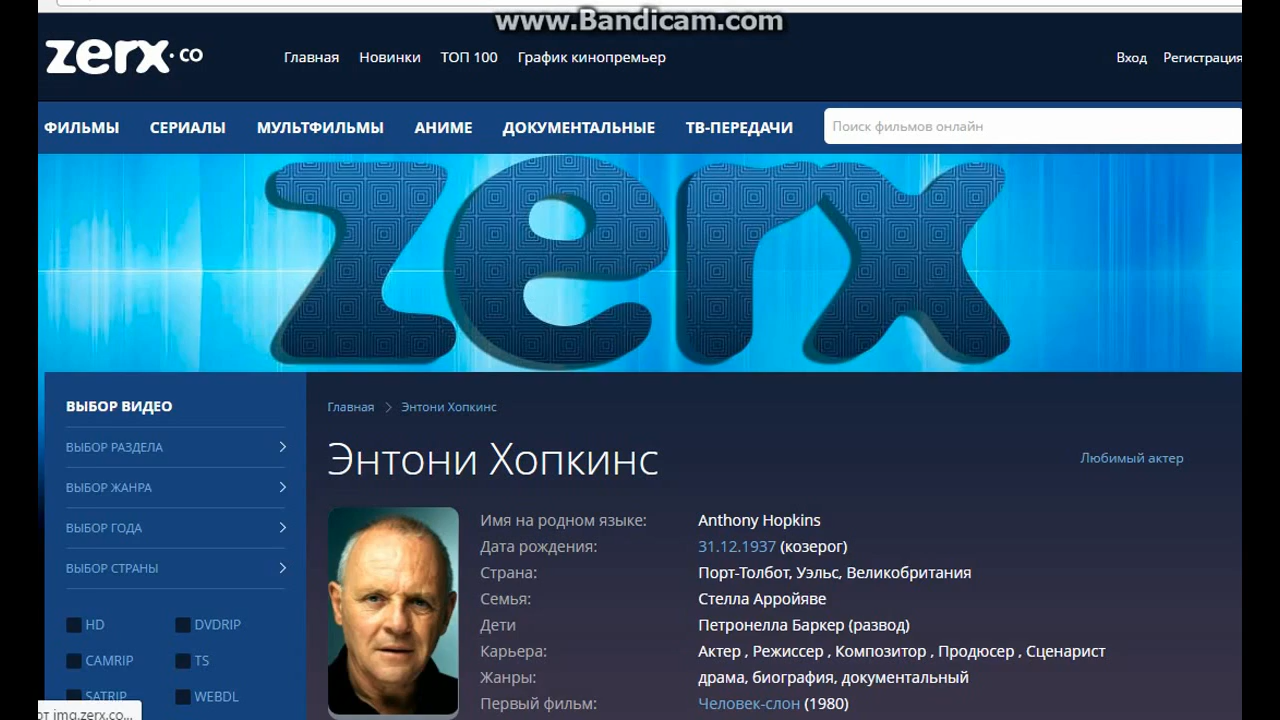 www.Bandicam.com
zerx.co
Главная Новинки ТОП 100 График кинопремьер
Вход Регистрация
ФИЛЬМЫ СЕРИАЛЫ МУЛЬТФИЛЬМЫ АНИМЕ ДОКУМЕНТАЛЬНЫЕ ТВ-ПЕРЕДАЧИ
Поиск фильмов онлайн
zerx
ВЫБОР ВИДЕО
ВЫБОР РАЗДЕЛА
ВЫБОР ЖАНРА
ВЫБОР ГОДА
ВЫБОР СТРАНЫ
HD DVDRIP
CAMRIP TS
SATRIP WEBDL
от img.zerx.co...
Главная Энтони Хопкинс
Энтони Хопкинс
Любимый актер
Имя на родном языке: Anthony Hopkins
Дата рождения: 31.12.1937 (козерог)
Страна: Порт-Толбот, Уэльс, Великобритания
Семья: Стелла Арройяве
Дети Петронелла Баркер (развод)
Карьера: Актер , Режиссер , Композитор , Продюсер , Сценарист
Жанры: драма, биография, документальный
Первый фильм: Человек-слон (1980)